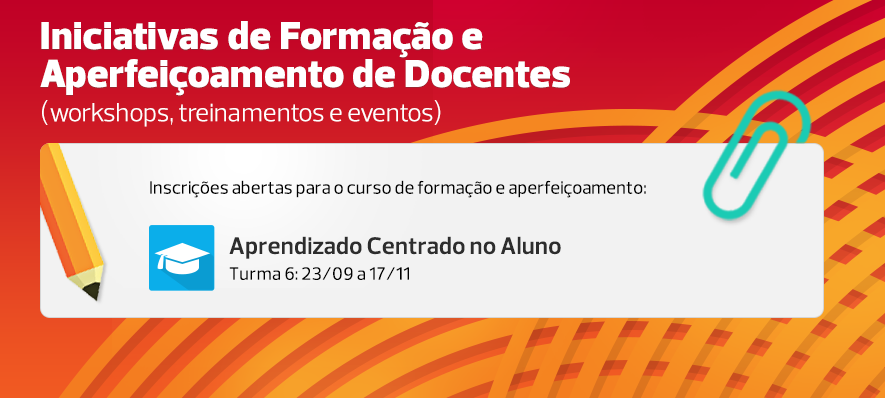 Iniciativas de Formação e
Aperfeiçoamento de Docentes
(workshops, treinamentos e eventos)
Inscrições abertas para o curso de formação e aperfeiçoamento:
Aprendizado Centrado no Aluno
Turma 6: 23/09 a 17/11